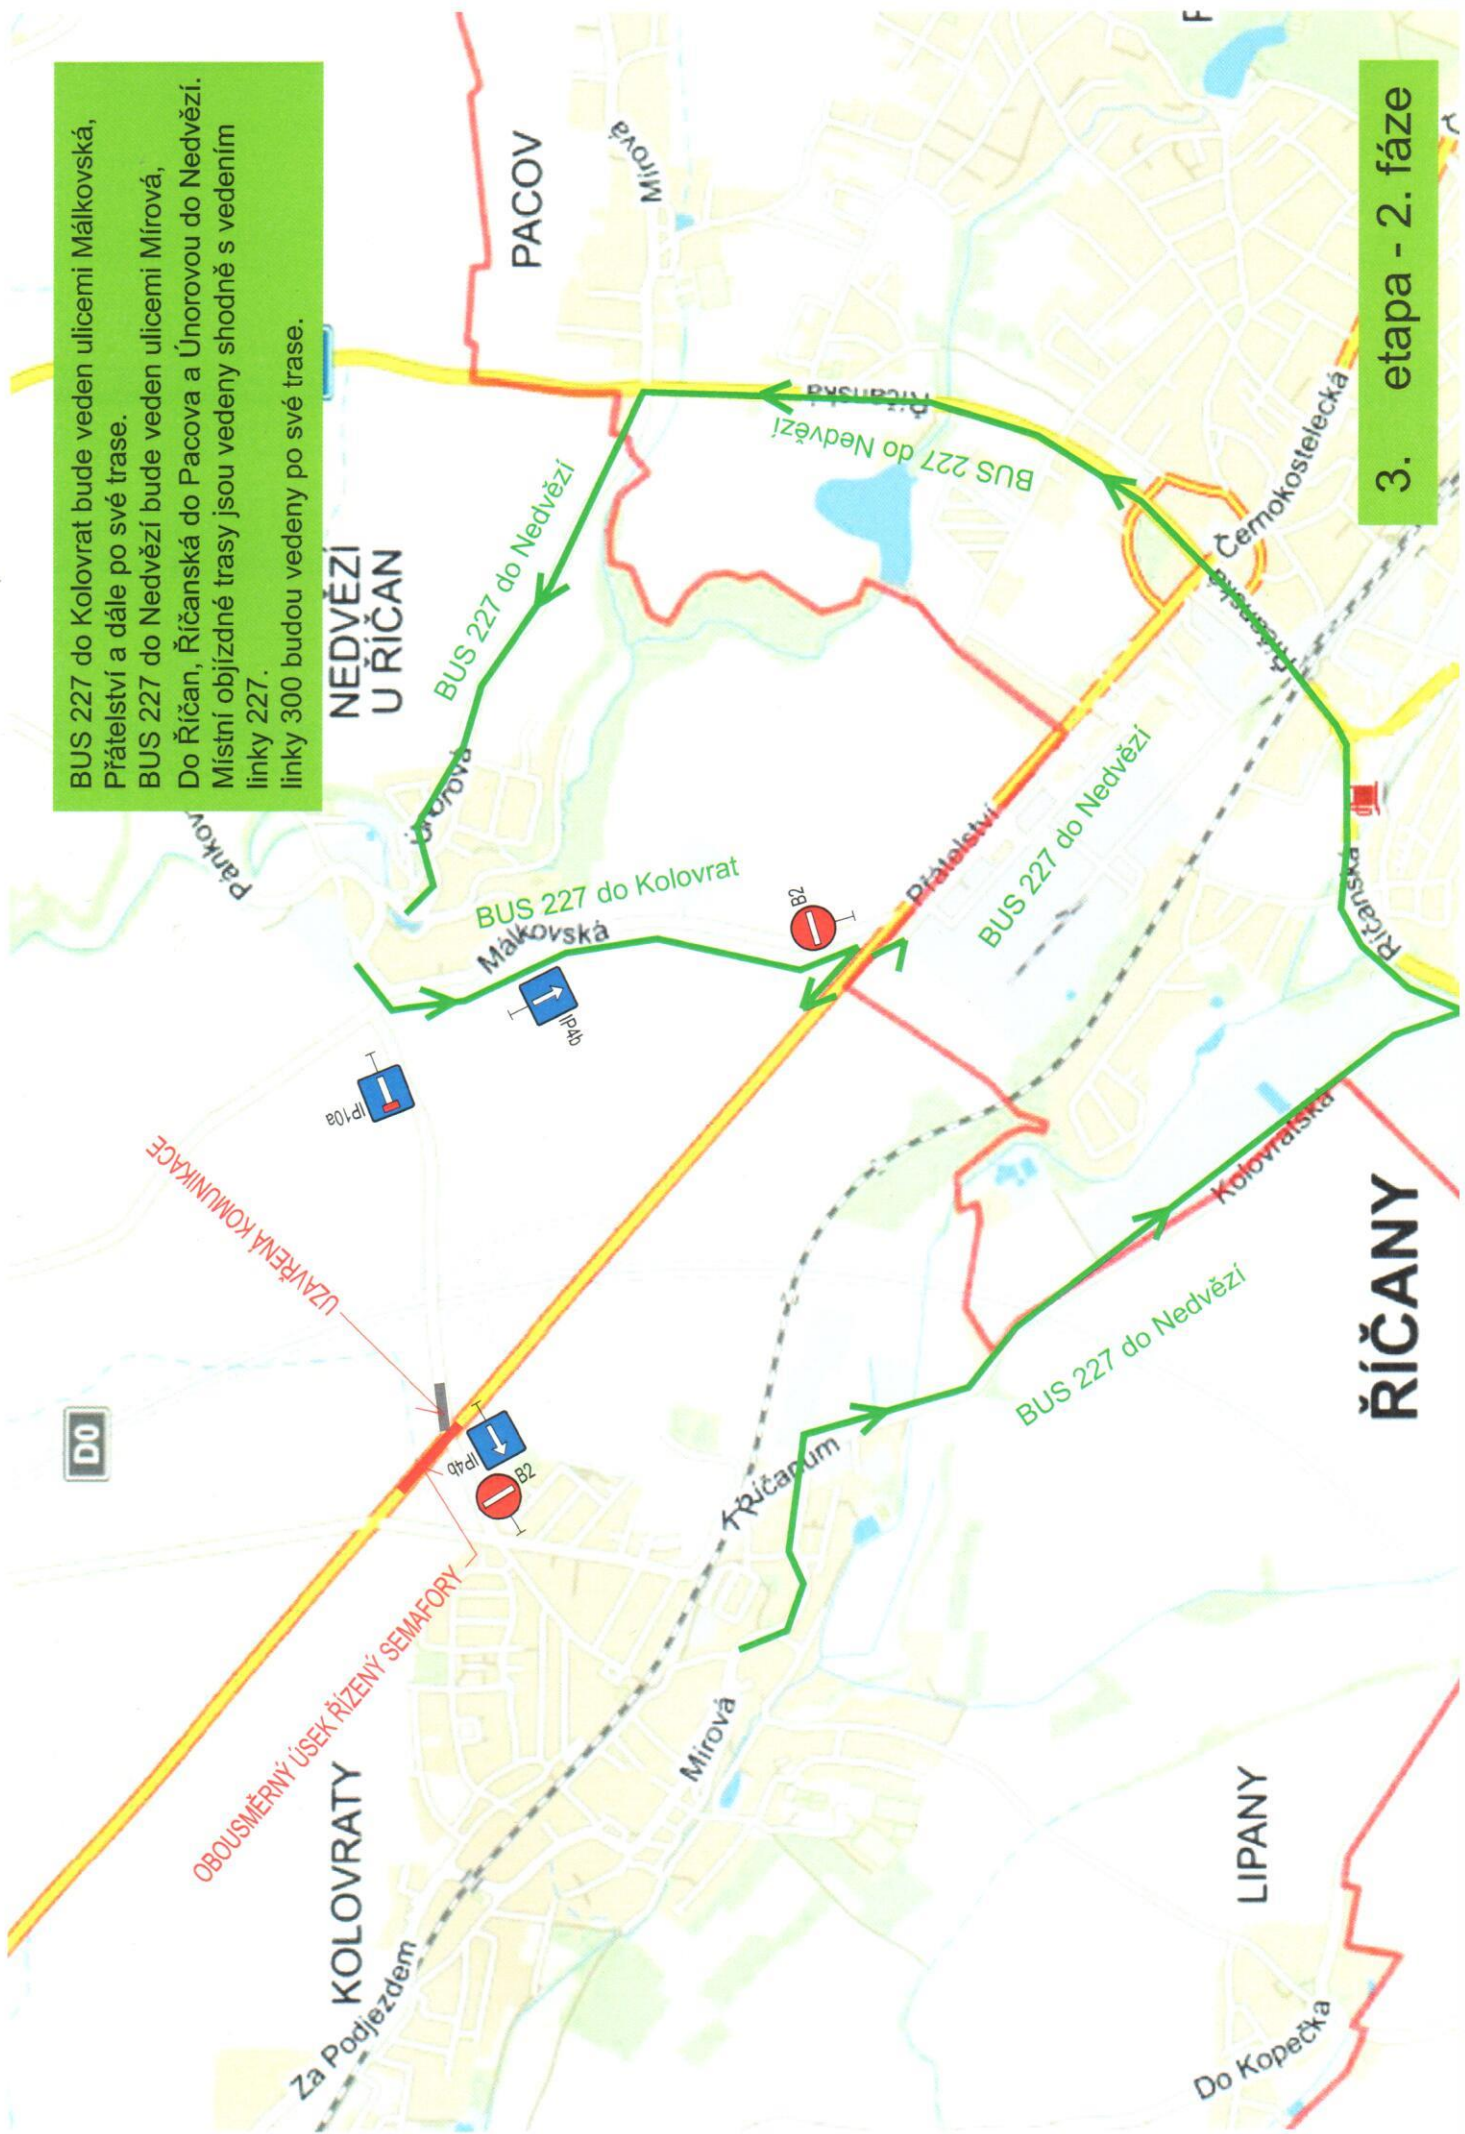 BUS 227 do Kolovrat bude veden ulicemi Málkovská,
Přátelství a dále po své trase.
BUS 227 do Nedvězí bude veden ulicemi Mírová,
Do Říčan, Říčanská do Pacova a Únorovou do Nedvězí.
Místní objízdné trasy jsou vedeny shodně s vedením
linky 227.
linky 300 budou vedeny po své trase.
D0
UZAVŘENÁ KOMUNIKACE
OBOUSMĚRNÝ ÚSEK ŘÍZENÝ SEMAFORY
IP10a
IP4b
B2
IP4b
B2
NEDVĚZÍ
U ŘÍČAN
PACOV
Mírová
Únorová
Málkovská
BUS 227 do Kolovrat
BUS 227 do Nedvězí
BUS 227 do Nedvězí
Říčanská
Přátelství
BUS 227 do Nedvězí
Černokostelecká
Říčanská
Říčanská
KOLOVRATY
Za Podjezdem
Mírová
K Říčanům
BUS 227 do Nedvězí
Kolovratská
ŘÍČANY
LIPANY
Do Kopečka
3. etapa - 2. fáze